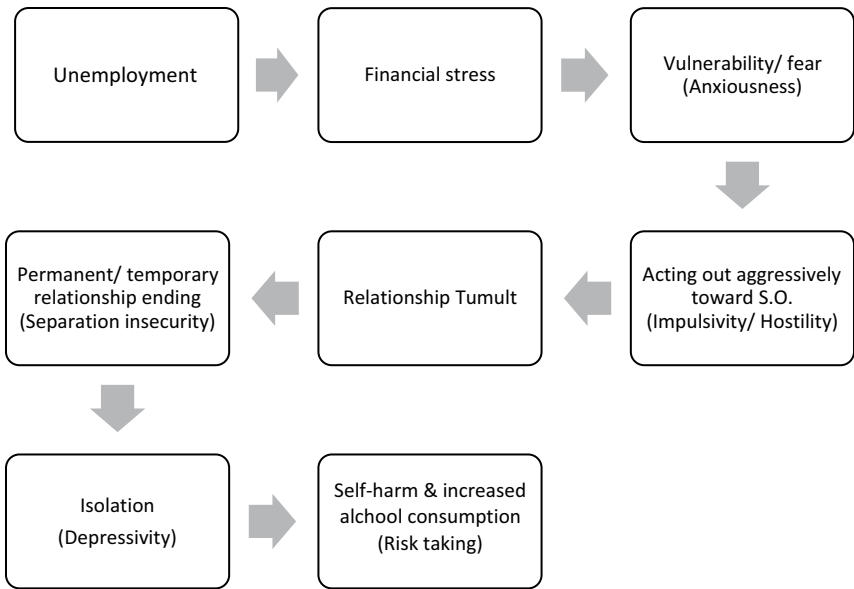 Unemployment
Financial stress
Vulnerability/ fear
(Anxiousness)
Acting out aggressively
toward S.O.
(Impulsivity/ Hostility)
Relationship Tumult
Permanent/ temporary
relationship ending
(Separation insecurity)
Isolation
(Depressivity)
Self-harm & increased
alchool consumption
(Risk taking)